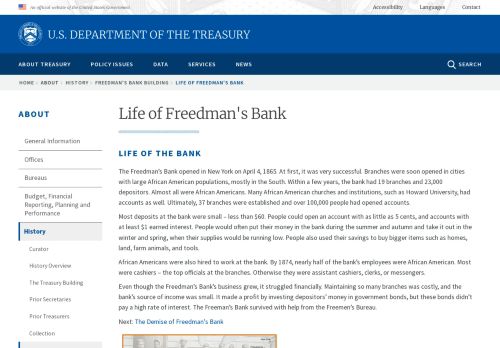 An official website of the United States Government
Accessibility
Languages
Contact
U.S. DEPARTMENT OF THE TREASURY
ABOUT TREASURY
POLICY ISSUES
DATA
SERVICES
NEWS
SEARCH
HOME › ABOUT › HISTORY › FREEDMAN'S BANK BUILDING › LIFE OF FREEDMAN'S BANK
ABOUT
General Information
Offices
Bureaus
Budget, Financial
Reporting, Planning and
Performance
History
Curator
History Overview
The Treasury Building
Prior Secretaries
Prior Treasurers
Collection
Life of Freedman's Bank
LIFE OF THE BANK
The Freedman's Bank opened in New York on April 4, 1865. At first, it was very successful. Branches were soon opened in cities
with large African American populations, mostly in the South. Within a few years, the bank had 19 branches and 23,000
depositors. Almost all were African Americans. Many African American churches and institutions, such as Howard University, had
accounts as well. Ultimately, 37 branches were established and over 100,000 people had opened accounts.
Most deposits at the bank were small – less than $60. People could open an account with as little as 5 cents, and accounts with
at least $1 earned interest. People would often put their money in the bank during the summer and autumn and take it out in the
winter and spring, when their supplies would be running low. People also used their savings to buy bigger items such as homes,
land, farm animals, and tools.
African Americans were also hired to work at the bank. By 1874, nearly half of the bank's employees were African American. Most
were cashiers – the top officials at the branches. Otherwise they were assistant cashiers, clerks, or messengers.
Even though the Freedman's Bank's business grew, it struggled financially. Maintaining so many branches was costly, and the
bank's source of income was small. It made a profit by investing depositors' money in government bonds, but these bonds didn't
pay a high rate of interest. The Freeman's Bank survived with help from the Freemen's Bureau.
Next: The Demise of Freedman's Bank